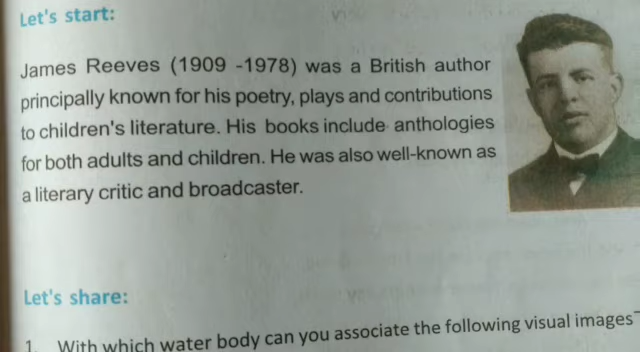 Let's start:
James Reeves (1909 -1978) was a British author
principally known for his poetry, plays and contributions
to children's literature. His books include anthologies
for both adults and children. He was also well-known as
a literary critic and broadcaster.
Let's share:
1. With which water body can you associate the following visual images